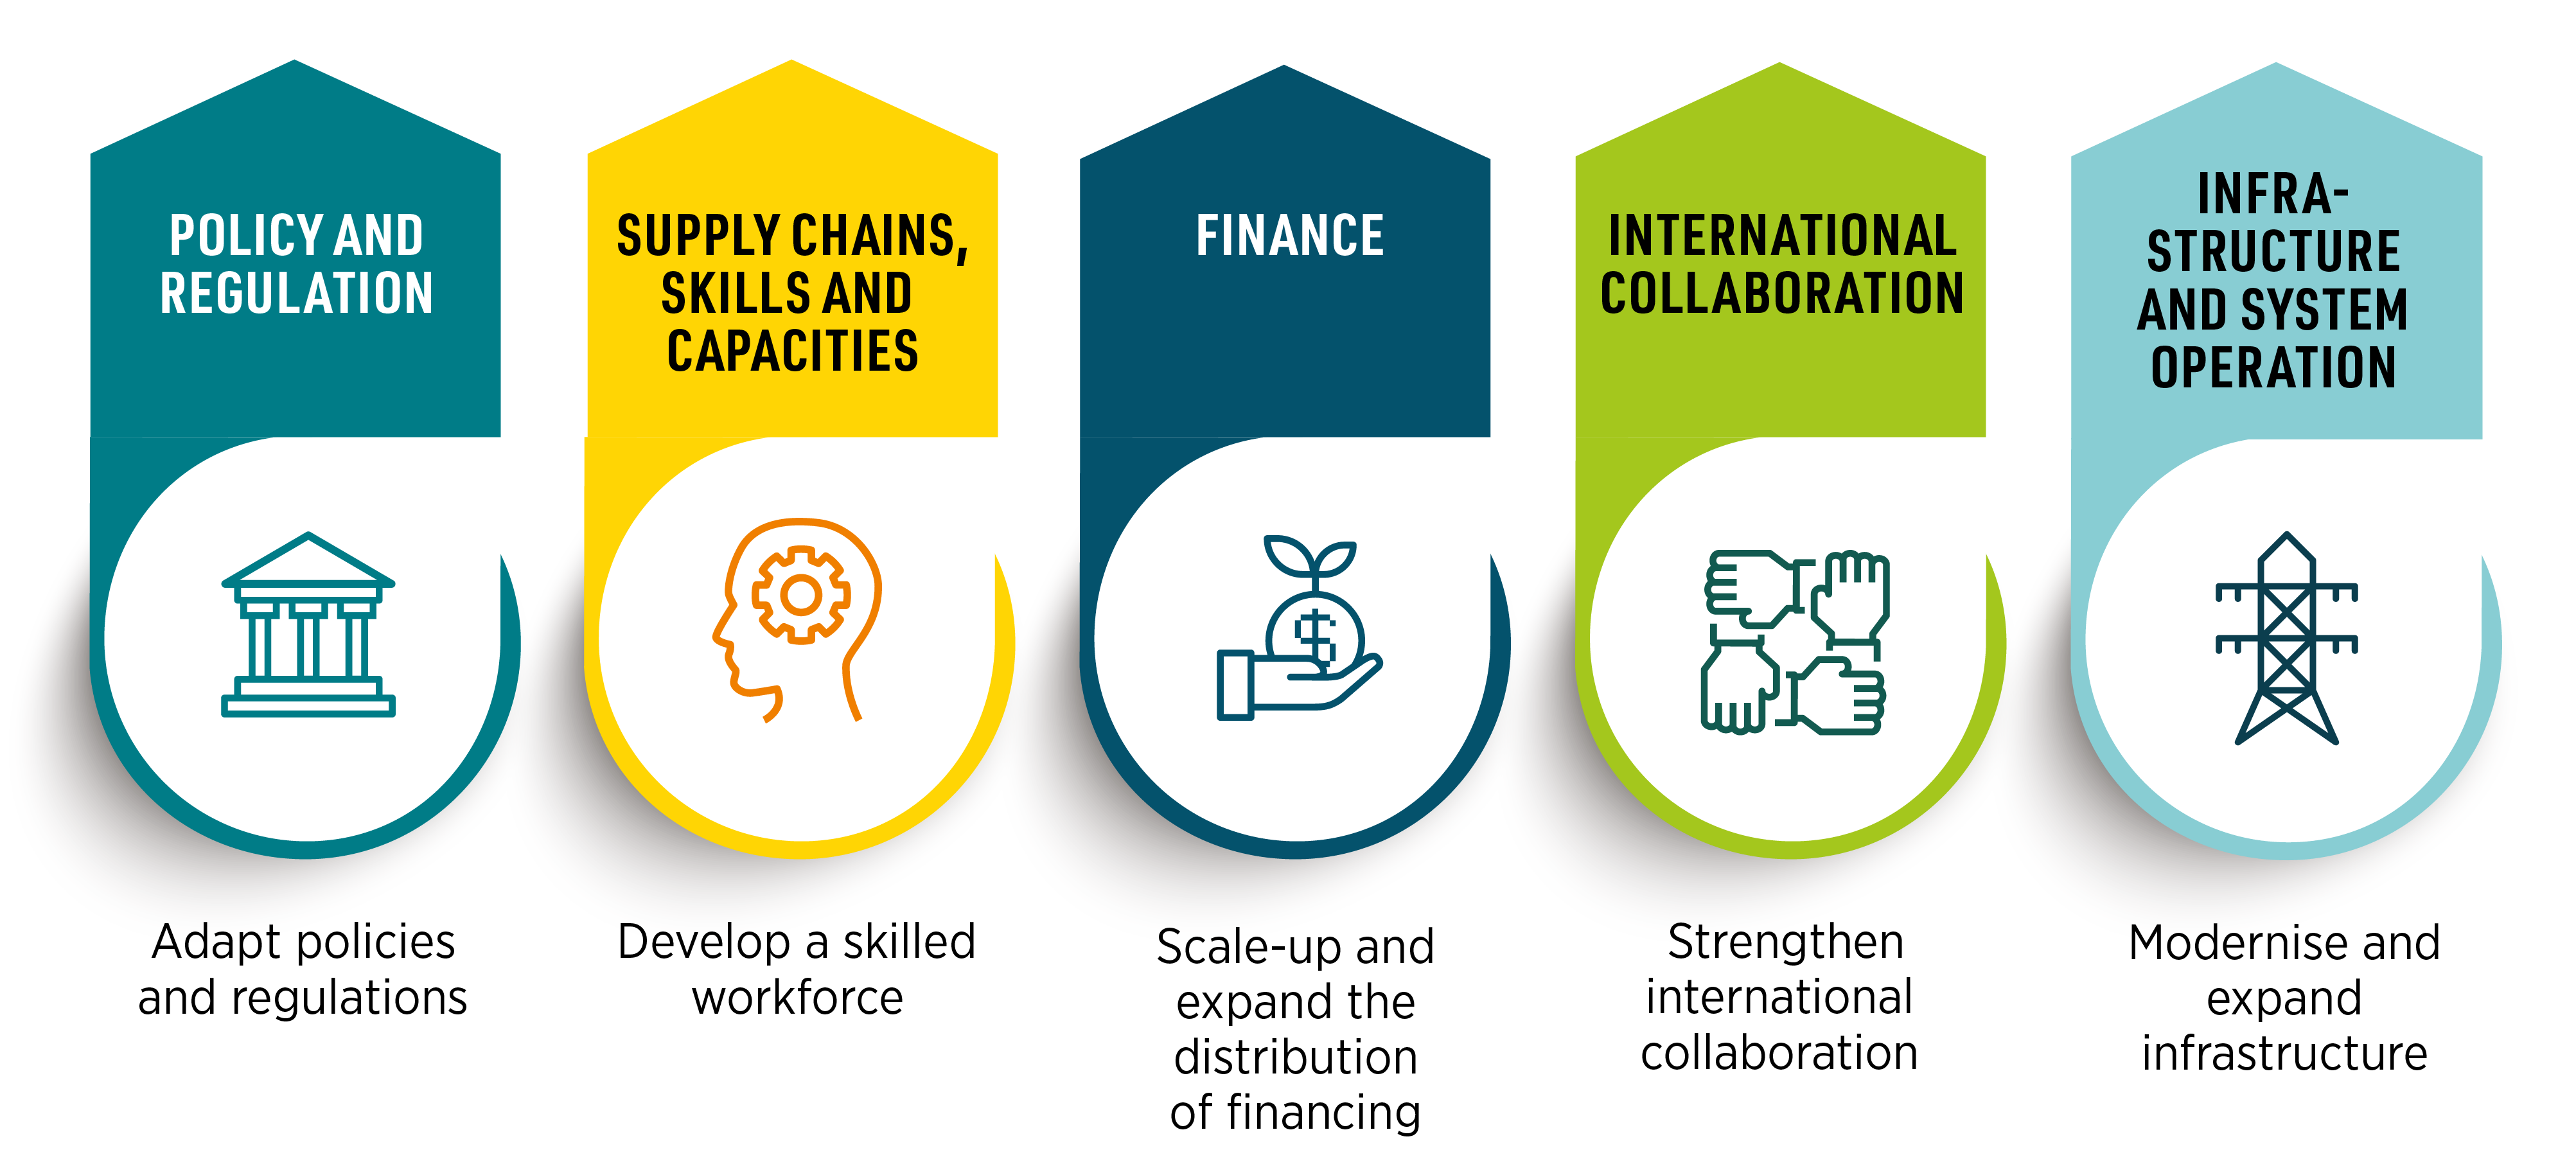 POLICY AND
REGULATION
Adapt policies
and regulations
SUPPLY CHAINS,
SKILLS AND
CAPACITIES
Develop a skilled
workforce
FINANCE
$
Scale-up and
expand the
distribution
of financing
INTERNATIONAL
COLLABORATION
Strengthen
international
collaboration
INFRA-
STRUCTURE
AND SYSTEM
OPERATION
Modernise and
expand
infrastructure